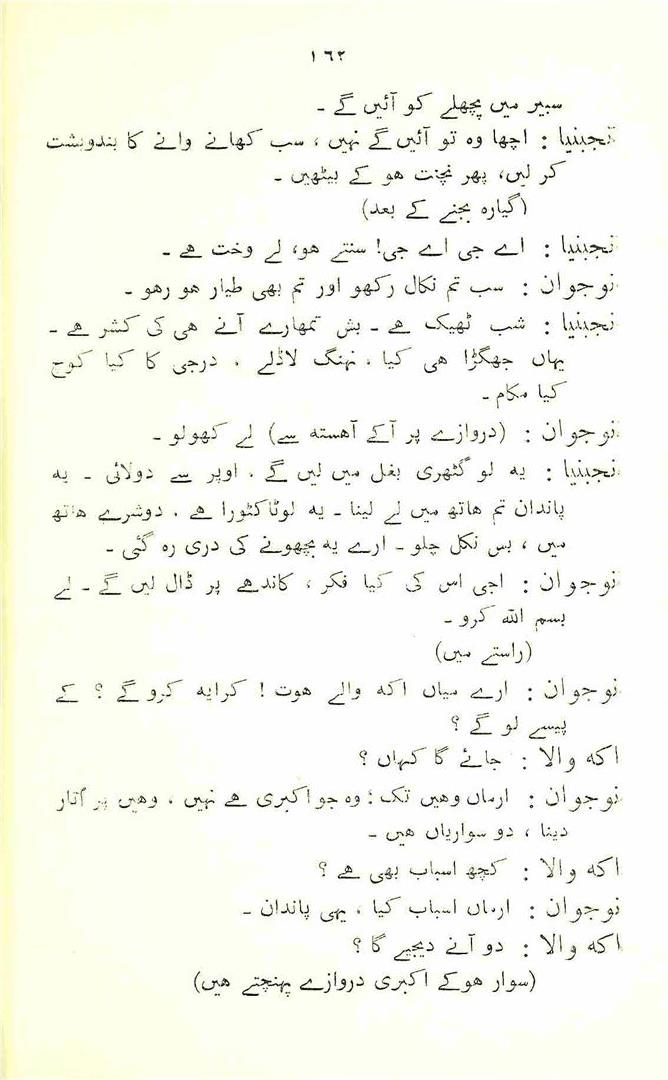 ۱۶۲
سبیر میں پچھلے کو آئیں گے ۔
نجبنیا : اچھا وہ تو آئیں گے نہیں ، سب کھانے وانے کا بندوبشت
کر لیں، پھر نچنت ہو کے بیٹھیں ۔
(گیارہ بجنے کے بعد)
نجبنیا : اے جی اے جی! سنتے ہو، لے وخت ہے ۔
نوجوان : سب تم نکال رکھو اور تم بھی طیار ہو رہو ۔
نجبنیا : شب ٹھیک ہے ۔ بش تمھارے آنے ہی کی کشر ہے ۔
یہاں جھگڑا ہی کیا ، نہنگ لاڈلے ، درجی کا کیا کوچ
کیا مکام ۔
نوجوان : (دروازے پر آکے آہستہ سے) لے کھولو ۔
نجبنیا : یہ لو گٹھری بغل میں لیں گے ، اوپر سے دولائی ۔ یہ
پاندان تم ہاتھ میں لے لینا ۔ یہ لوٹا کٹورا ہے ، دوشرے ہاتھ
میں ، بس نکل چلو ۔ ارے یہ بچھونے کی دری رہ گئی ۔
نوجوان : اجی اس کی کیا فکر ، کاندھے پر ڈال لیں گے ۔ لے
بسم اللہ کرو ۔
(راستے میں)
نوجوان : ارے میاں اکہ والے ہوت ! کرایہ کرو گے ؟ کے
پیسے لو گے ؟
اکہ والا : جائے گا کہاں ؟
نوجوان : ارماں وہیں تک ؛ وہ جو اکبری ہے نہیں ، وہیں پر اتار
دینا ، دو سواریاں ہیں ۔
اکہ والا : کچھ اسباب بھی ہے ؟
نوجوان : ارماں اسباب کیا ، یہی پاندان ۔
اکہ والا : دو آنے دیجیے گا ؟
(سوار ہوکے اکبری دروازے پہنچتے ہیں)